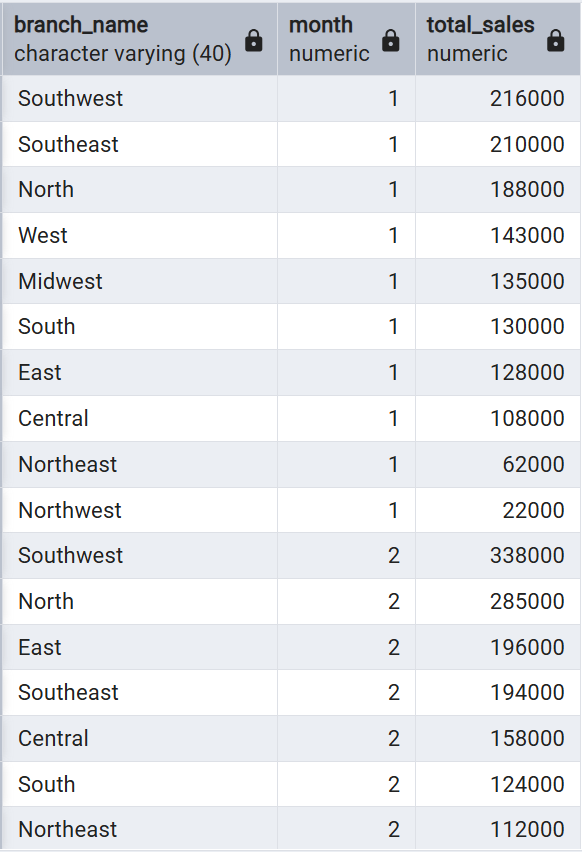 branch_name month total_sales
character varying (40) numeric numeric
Southwest 1 216000
Southeast 1 210000
North 1 188000
West 1 143000
Midwest 1 135000
South 1 130000
East 1 128000
Central 1 108000
Northeast 1 62000
Northwest 1 22000
Southwest 2 338000
North 2 285000
East 2 196000
Southeast 2 194000
Central 2 158000
South 2 124000
Northeast 2 112000